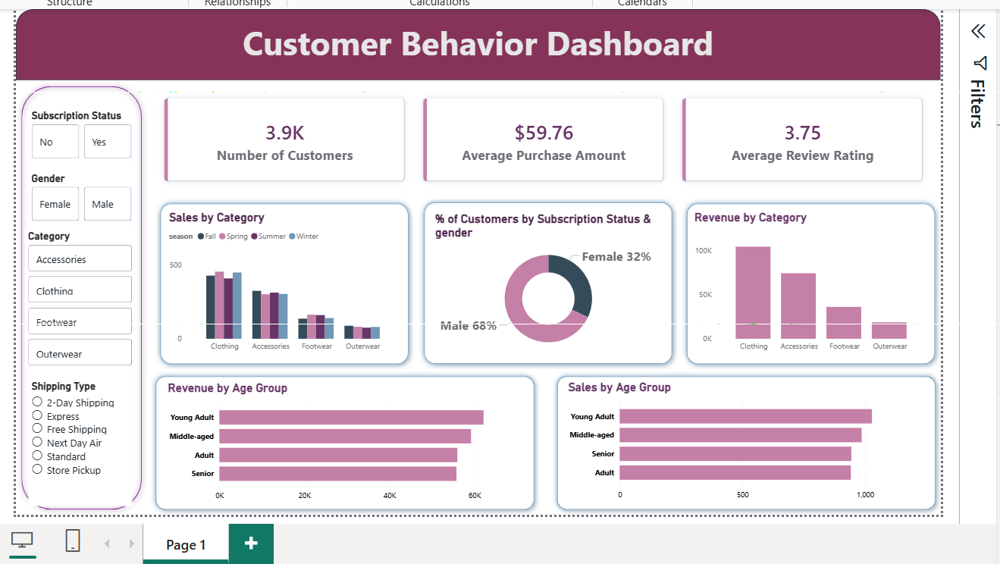 Structure
Relationships
Calculations
Calendars
Customer Behavior Dashboard
Filters
Subscription Status
No
Yes
Gender
Female
Male
Category
Accessories
Clothing
Footwear
Outerwear
Shipping Type
2-Day Shipping
Express
Free Shipping
Next Day Air
Standard
Store Pickup
3.9K
Number of Customers
$59.76
Average Purchase Amount
3.75
Average Review Rating
Sales by Category
season Fall Spring Summer Winter
500
0
Clothing Accessories Footwear Outerwear
% of Customers by Subscription Status &
gender
Female 32%
Male 68%
Revenue by Category
100K
50K
0K
Clothing Accessories Footwear Outerwear
Revenue by Age Group
Young Adult
Middle-aged
Adult
Senior
0K 20K 40K 60K
Sales by Age Group
Young Adult
Middle-aged
Senior
Adult
0 500 1,000
Page 1